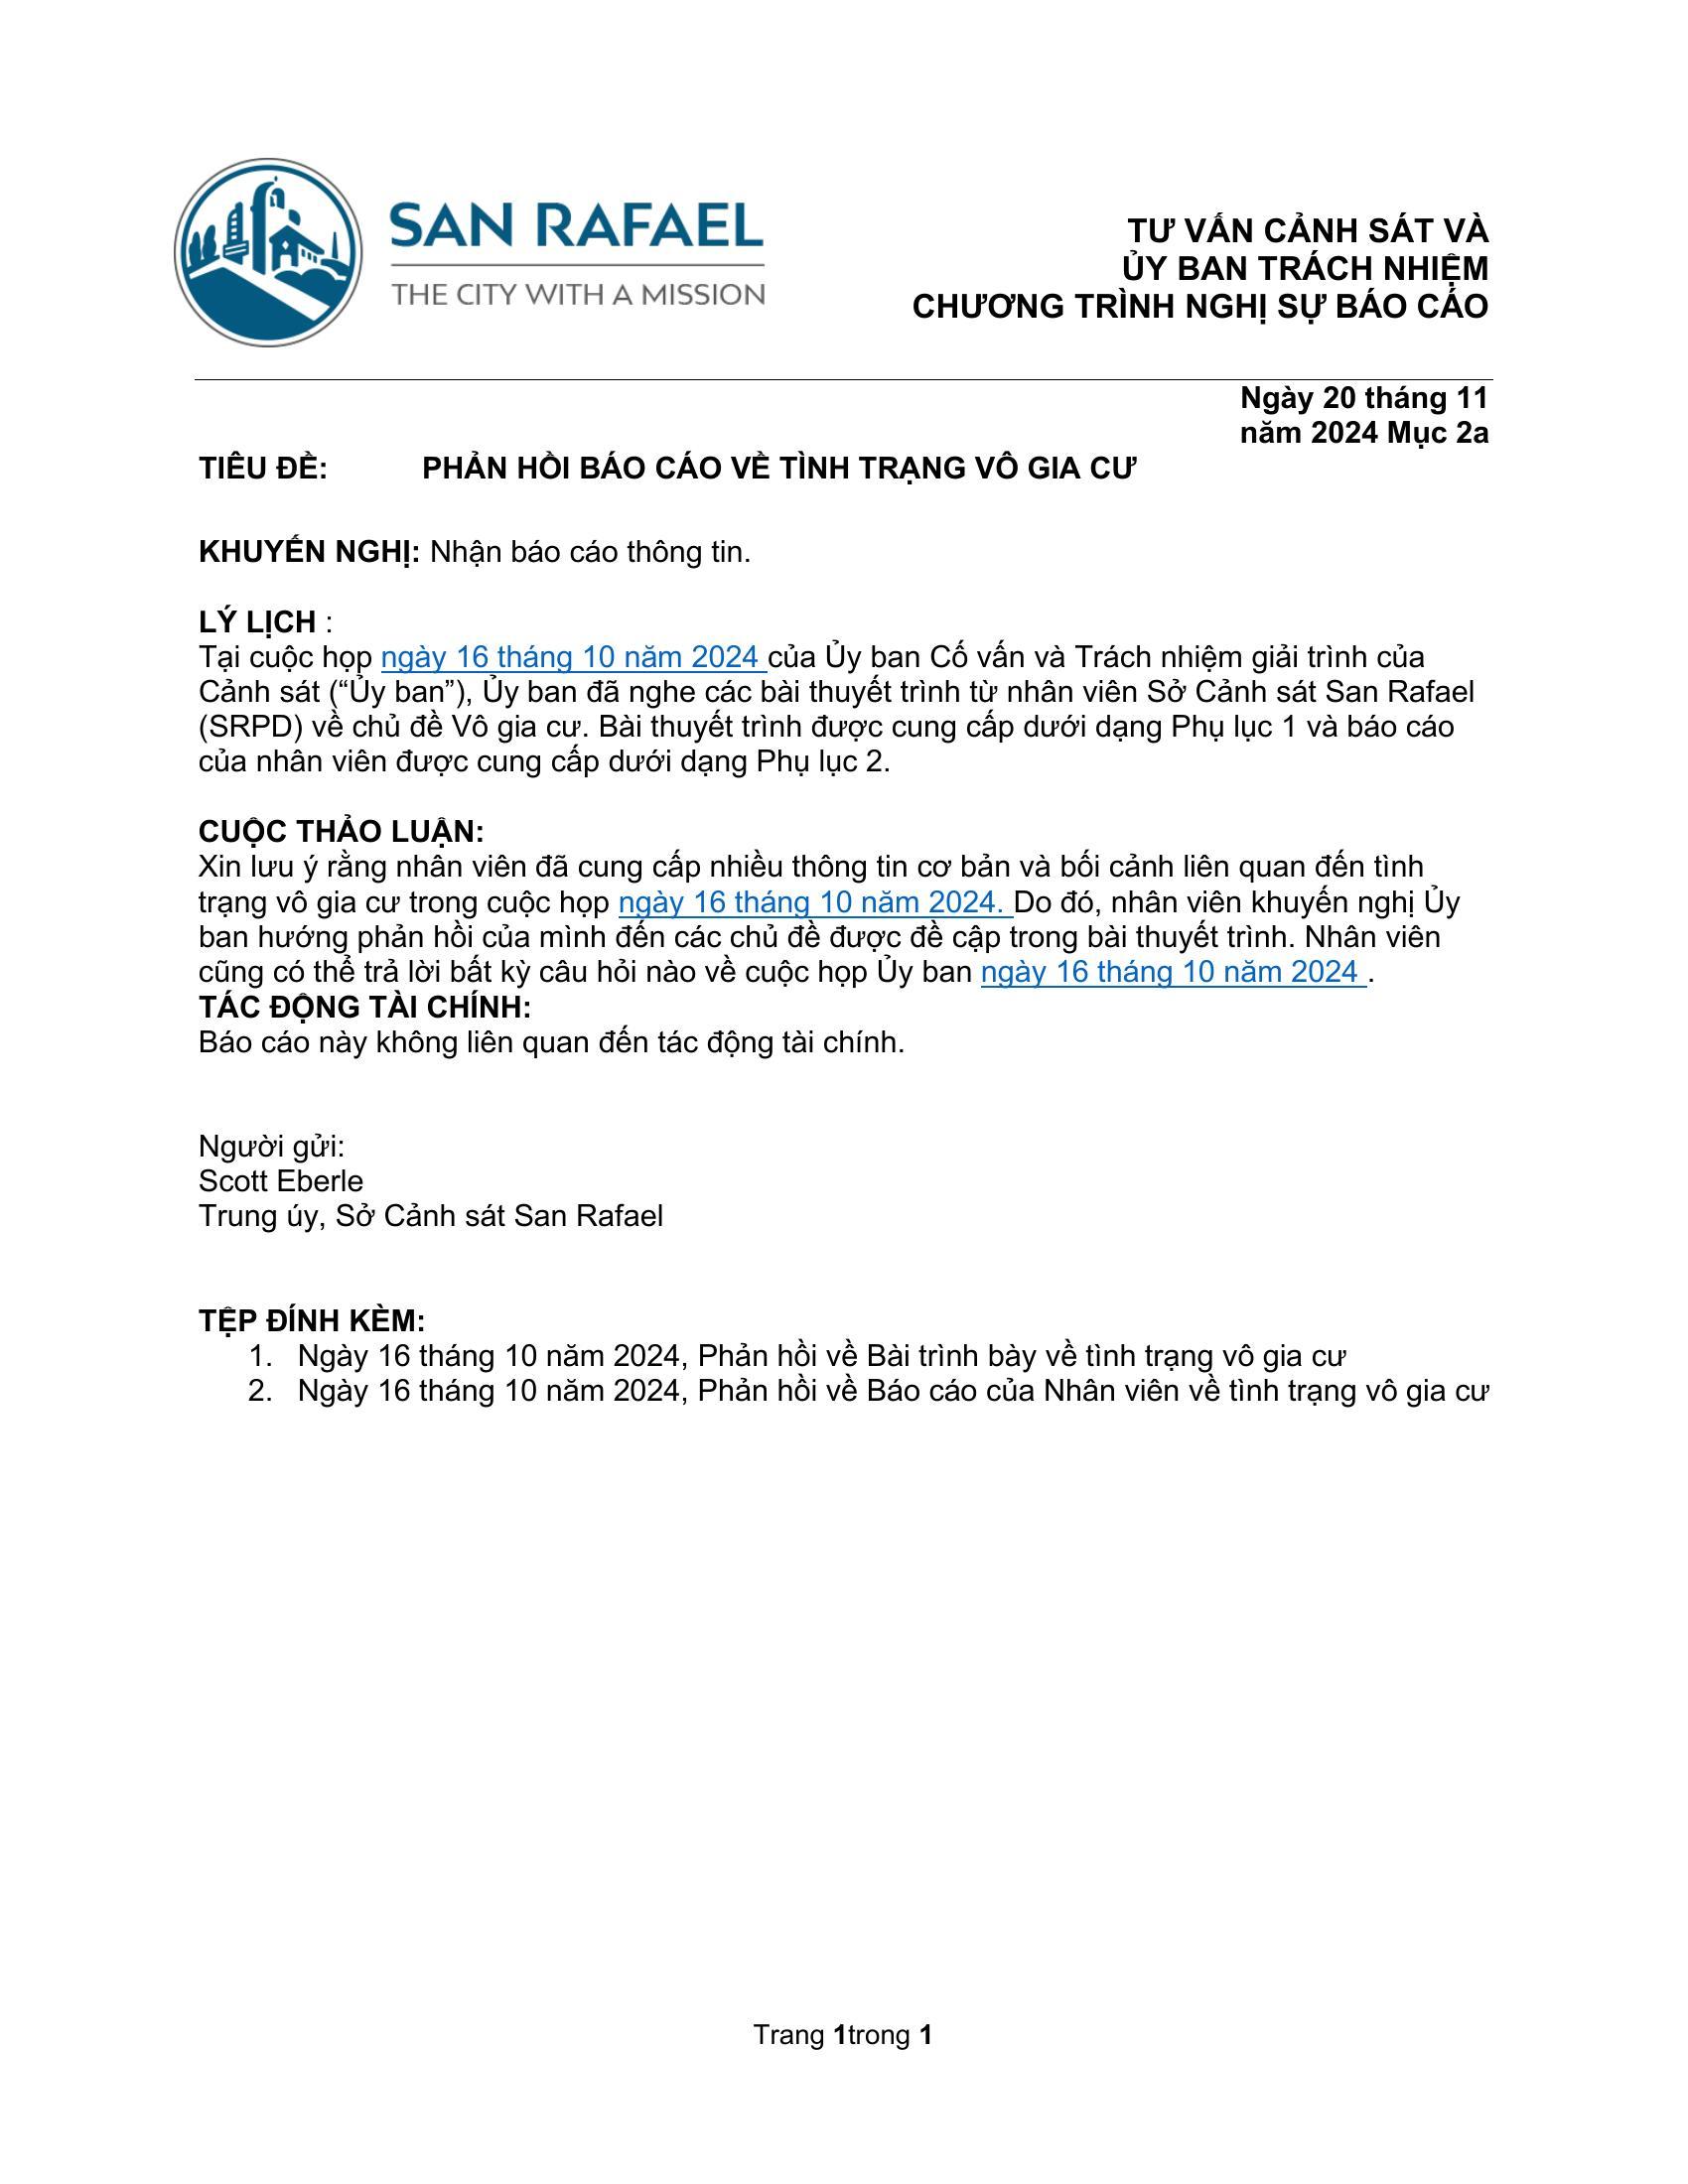 SAN RAFAEL
THE CITY WITH A MISSION
TƯ VẤN CẢNH SÁT VÀ
ỦY BAN TRÁCH NHIỆM
CHƯƠNG TRÌNH NGHỊ SỰ BÁO CÁO
Ngày 20 tháng 11
năm 2024 Mục 2a
TIÊU ĐỀ: PHẢN HỒI BÁO CÁO VỀ TÌNH TRẠNG VÔ GIA CƯ
KHUYẾN NGHỊ: Nhận báo cáo thông tin.
LÝ LỊCH :
Tại cuộc họp ngày 16 tháng 10 năm 2024 của Ủy ban Cố vấn và Trách nhiệm giải trình của
Cảnh sát (“Ủy ban”), Ủy ban đã nghe các bài thuyết trình từ nhân viên Sở Cảnh sát San Rafael
(SRPD) về chủ đề Vô gia cư. Bài thuyết trình được cung cấp dưới dạng Phụ lục 1 và báo cáo
của nhân viên được cung cấp dưới dạng Phụ lục 2.
CUỘC THẢO LUẬN:
Xin lưu ý rằng nhân viên đã cung cấp nhiều thông tin cơ bản và bối cảnh liên quan đến tình
trạng vô gia cư trong cuộc họp ngày 16 tháng 10 năm 2024. Do đó, nhân viên khuyến nghị Ủy
ban hướng phản hồi của mình đến các chủ đề được đề cập trong bài thuyết trình. Nhân viên
cũng có thể trả lời bất kỳ câu hỏi nào về cuộc họp Ủy ban ngày 16 tháng 10 năm 2024 .
TÁC ĐỘNG TÀI CHÍNH:
Báo cáo này không liên quan đến tác động tài chính.
Người gửi:
Scott Eberle
Trung úy, Sở Cảnh sát San Rafael
TỆP ĐÍNH KÈM:
1. Ngày 16 tháng 10 năm 2024, Phản hồi về Bài trình bày về tình trạng vô gia cư
2. Ngày 16 tháng 10 năm 2024, Phản hồi về Báo cáo của Nhân viên về tình trạng vô gia cư
Trang 1trong 1